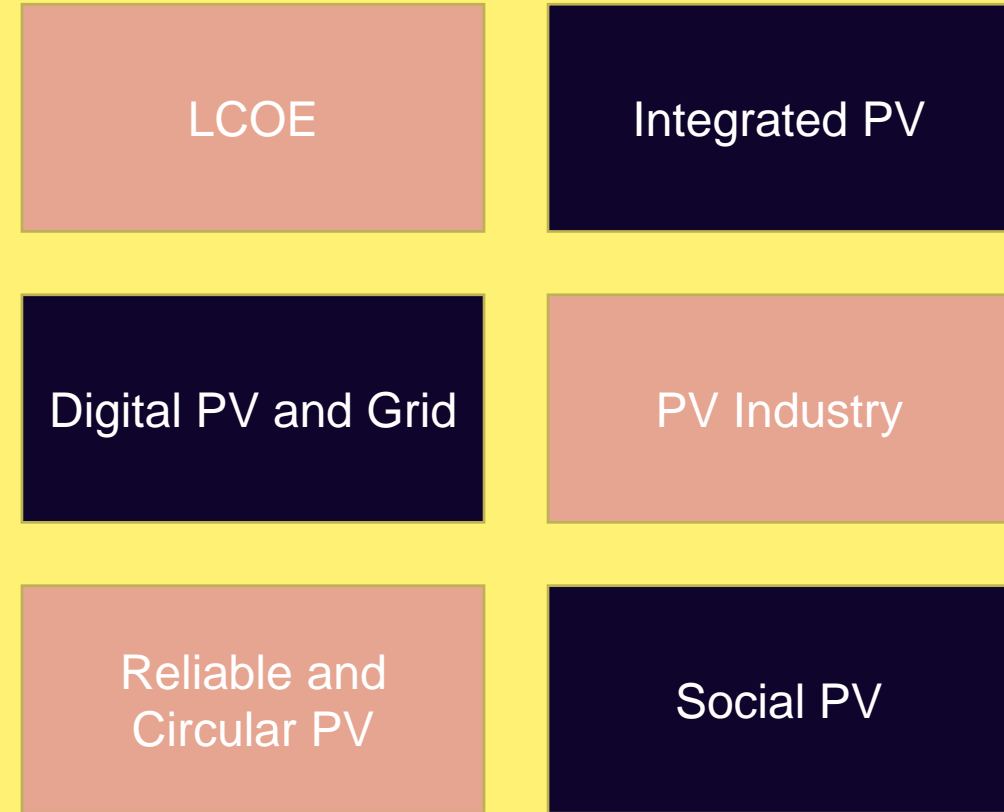 LCOE
Integrated PV
Digital PV and Grid
PV Industry
Reliable and
Circular PV
Social PV